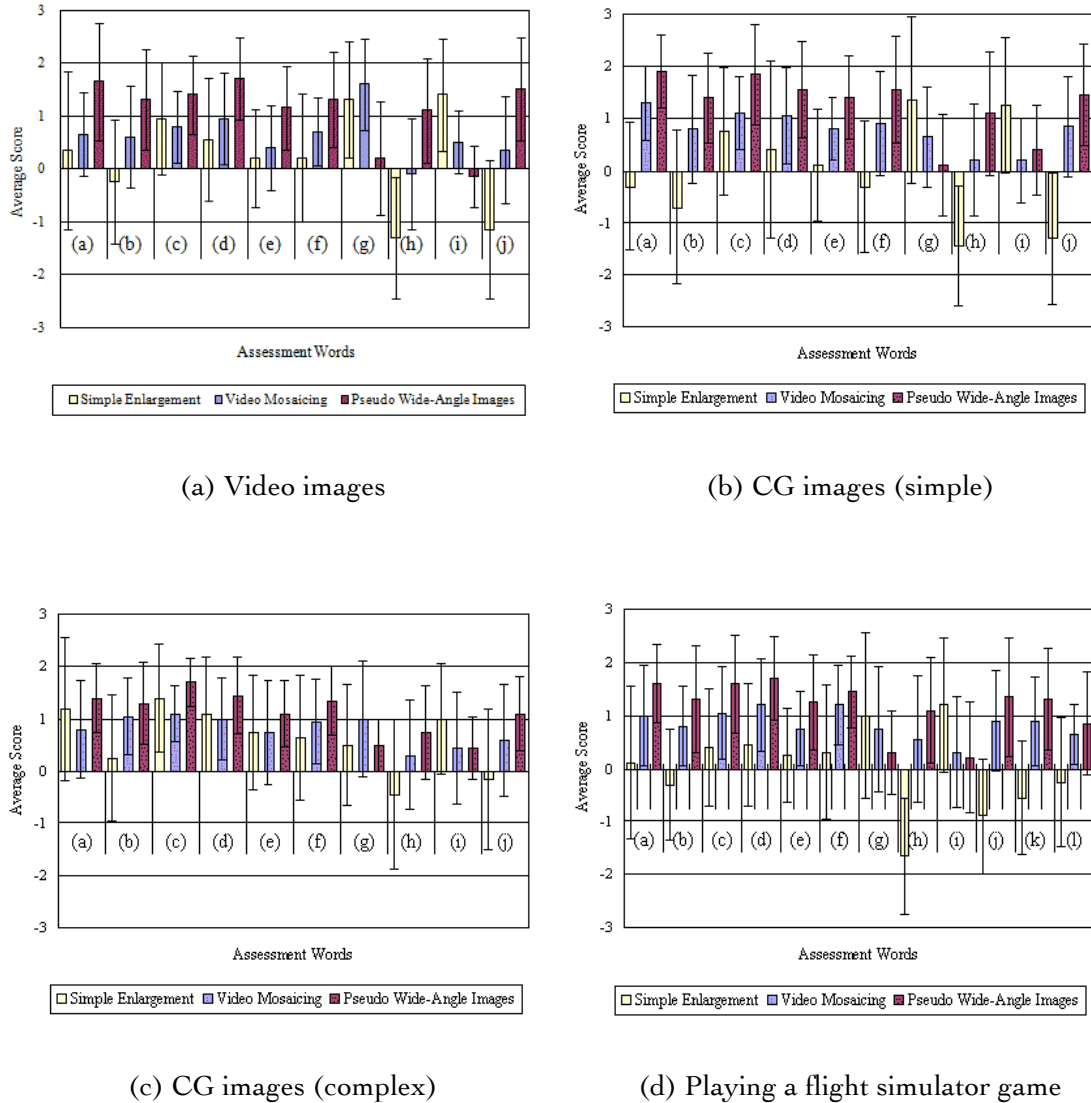 3
2
1
0
-1
-2
-3
Average Score
(a) (b) (c) (d) (e) (f) (g) (h) (i) (j)
Assessment Words
Simple Enlargement Video Mosaicing Pseudo Wide-Angle Images
(a) Video images
3
2
1
0
-1
-2
-3
Average Score
(a) (b) (c) (d) (e) (f) (g) (h) (i) (j)
Assessment Words
Simple Enlargement Video Mosaicing Pseudo Wide-Angle Images
(b) CG images (simple)
3
2
1
0
-1
-2
-3
Average Score
(a) (b) (c) (d) (e) (f) (g) (h) (i) (j)
Assessment Words
Simple Enlargement Video Mosaicing Pseudo Wide-Angle Images
(c) CG images (complex)
3
2
1
0
-1
-2
-3
Average Score
(a) (b) (c) (d) (e) (f) (g) (h) (i) (j) (k) (l)
Assessment Words
Simple Enlargement Video Mosaicing Pseudo Wide-Angle Images
(d) Playing a flight simulator game